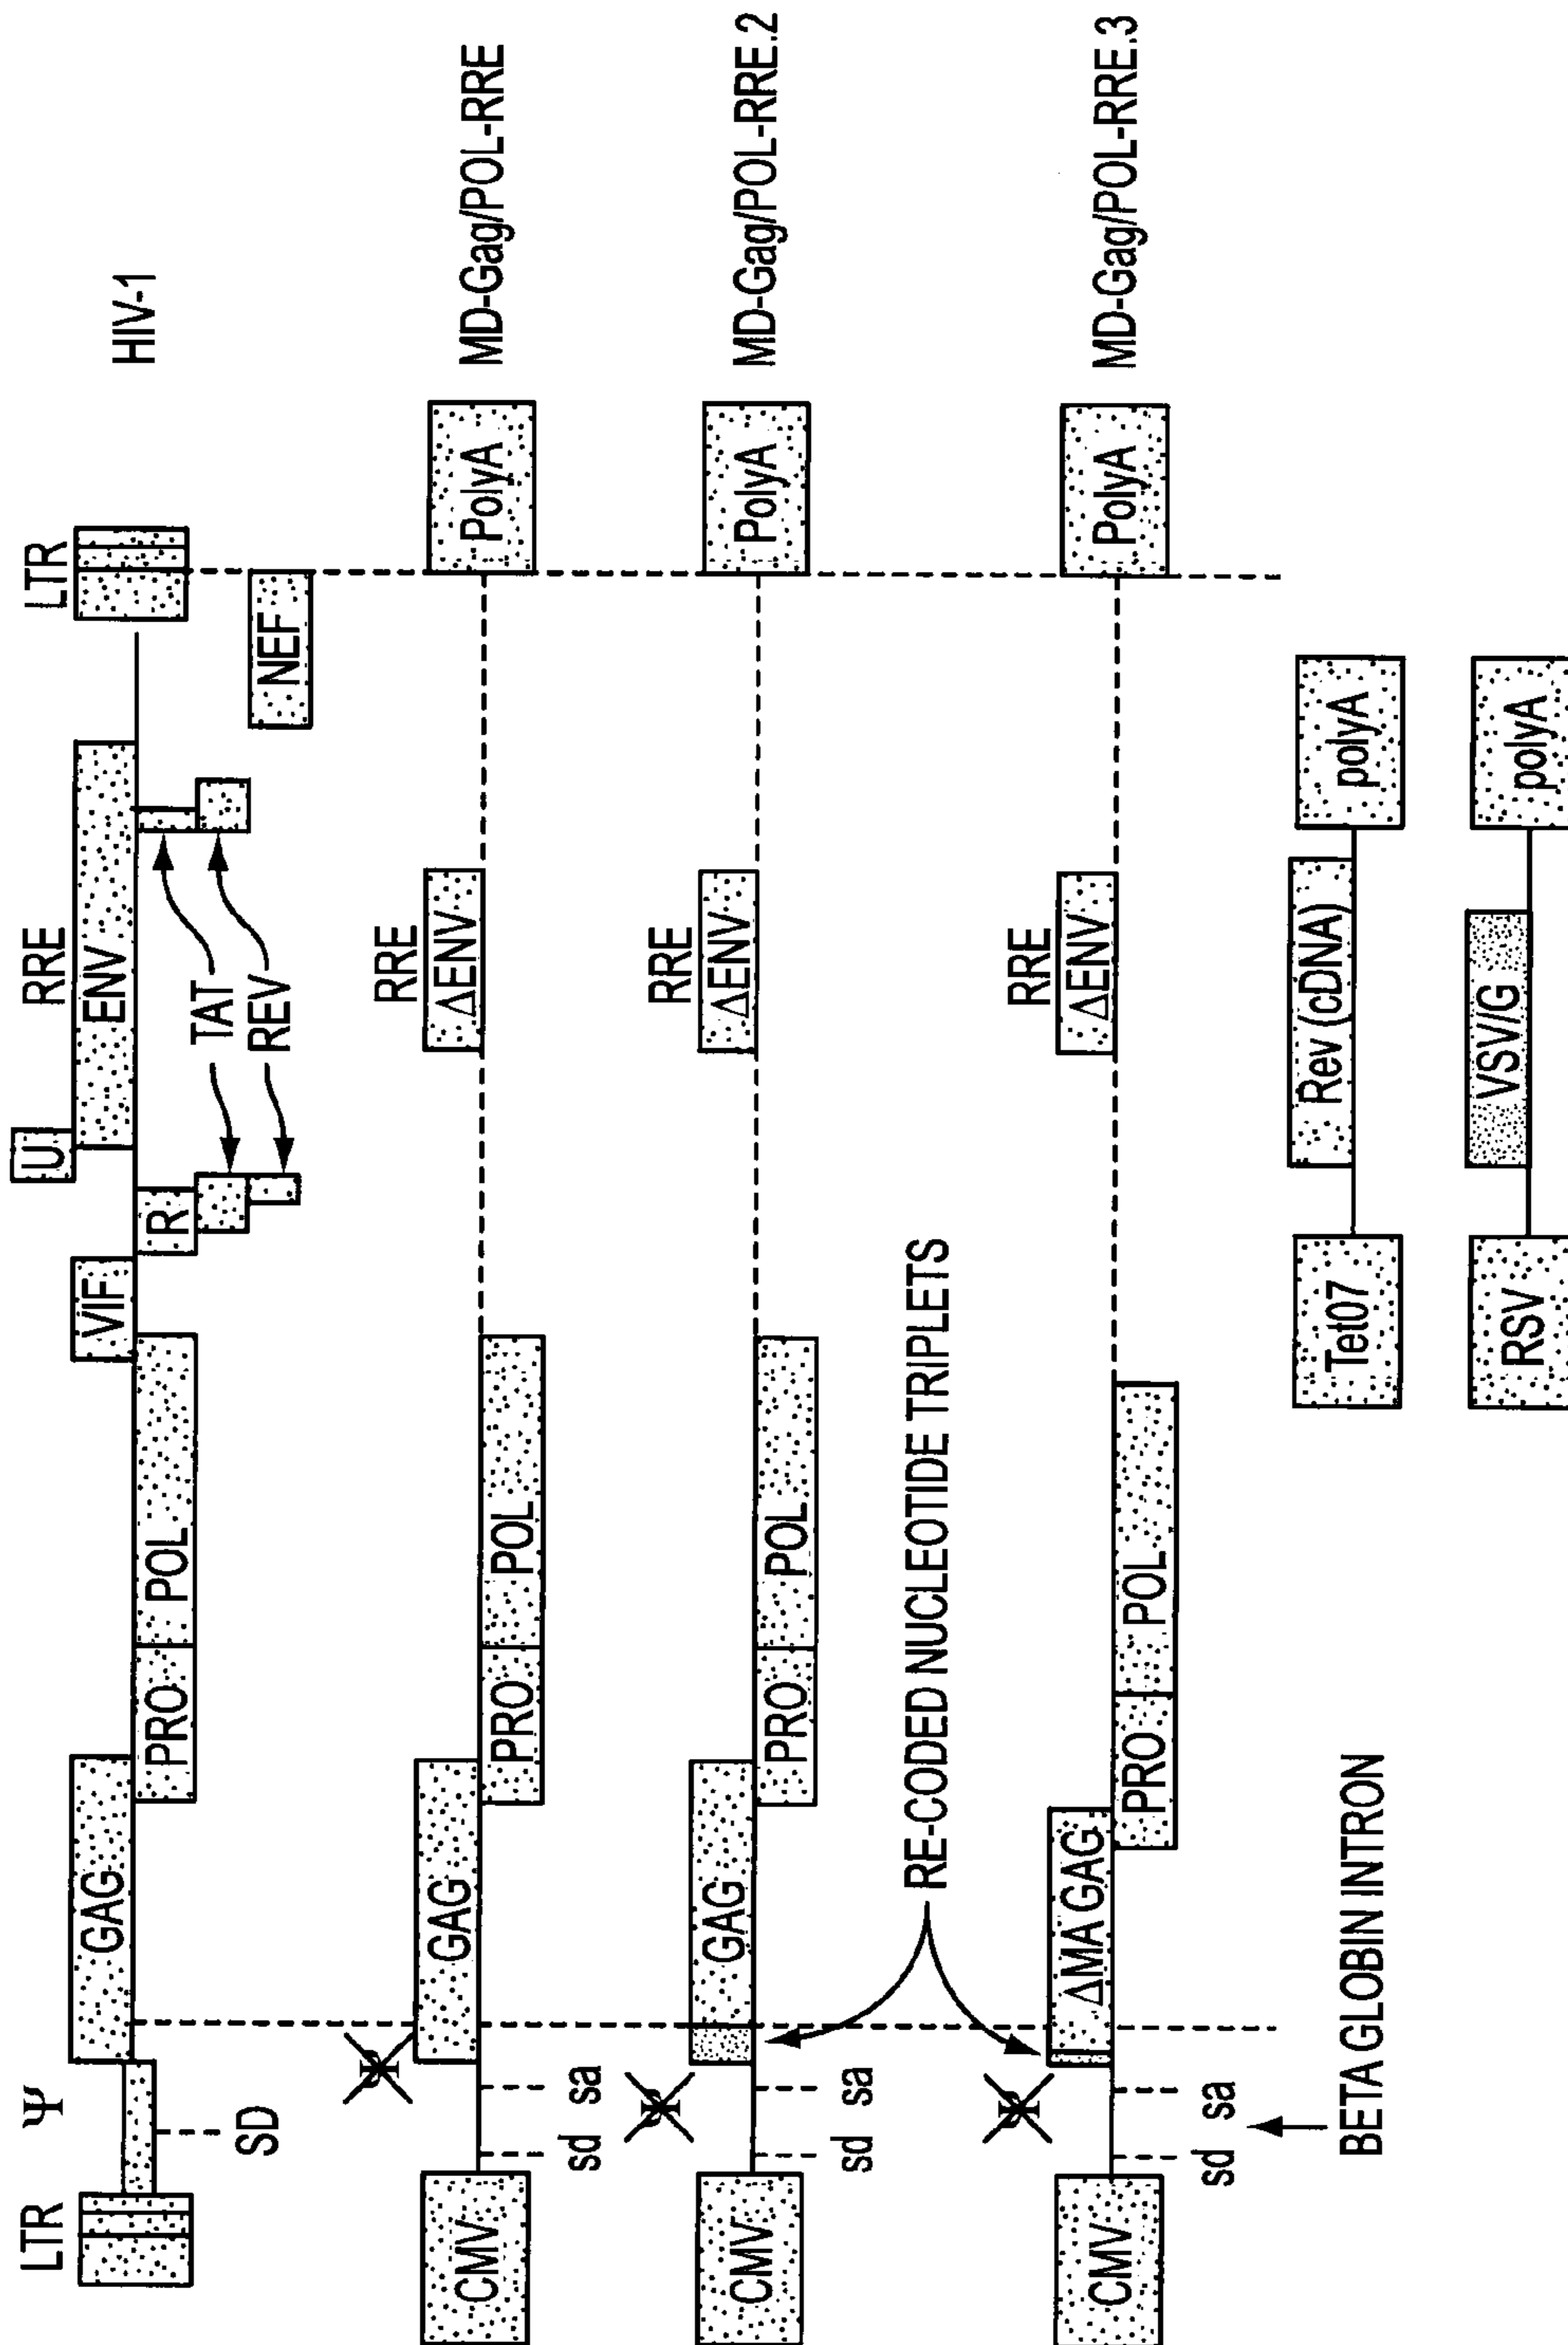 LTR Ψ RRE LTR
U
GAG VIF ENV HIV-1
PRO POL R
SD TAT
REV
NEF
RRE
Ψ GAG ΔENV
CMV PRO POL PolyA MD-Gag/POL-RRE
sd sa
RRE
Ψ GAG ΔENV
CMV PRO POL PolyA MD-Gag/POL-RRE.2
sd sa
RE-CODED NUCLEOTIDE TRIPLETS
RRE
Ψ ΔMA GAG ΔENV
CMV PRO POL PolyA MD-Gag/POL-RRE.3
sd sa
BETA GLOBIN INTRON
Tet07 Rev (cDNA) polyA
RSV VSV/G polyA